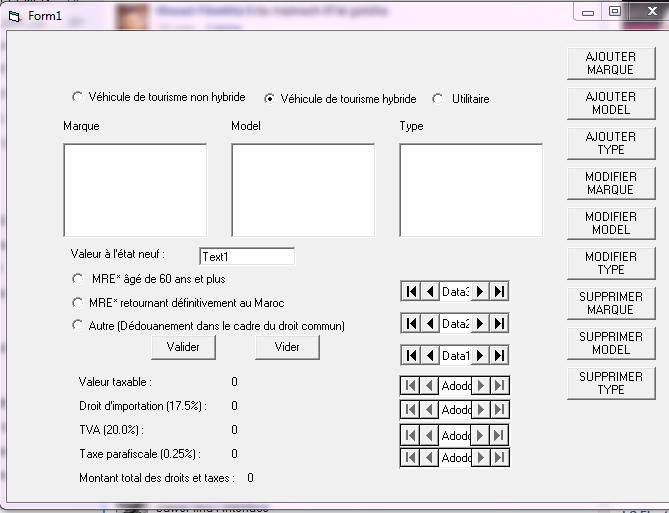 Form1
Véhicule de tourisme non hybride Véhicule de tourisme hybride Utilitaire
Marque Model Type
Valeur à l'état neuf : Text1
MRE* âgé de 60 ans et plus
MRE* retournant définitivement au Maroc
Autre (Dédouanement dans le cadre du droit commun)
Valider Vider
Valeur taxable : 0
Droit d'importation (17.5%) : 0
TVA (20.0%) : 0
Taxe parafiscale (0.25%) : 0
Montant total des droits et taxes : 0
Data3
Data2
Data1
Adodc
Adodc
Adodc
Adodc
AJOUTER
MARQUE
AJOUTER
MODEL
AJOUTER
TYPE
MODIFIER
MARQUE
MODIFIER
MODEL
MODIFIER
TYPE
SUPPRIMER
MARQUE
SUPPRIMER
MODEL
SUPPRIMER
TYPE